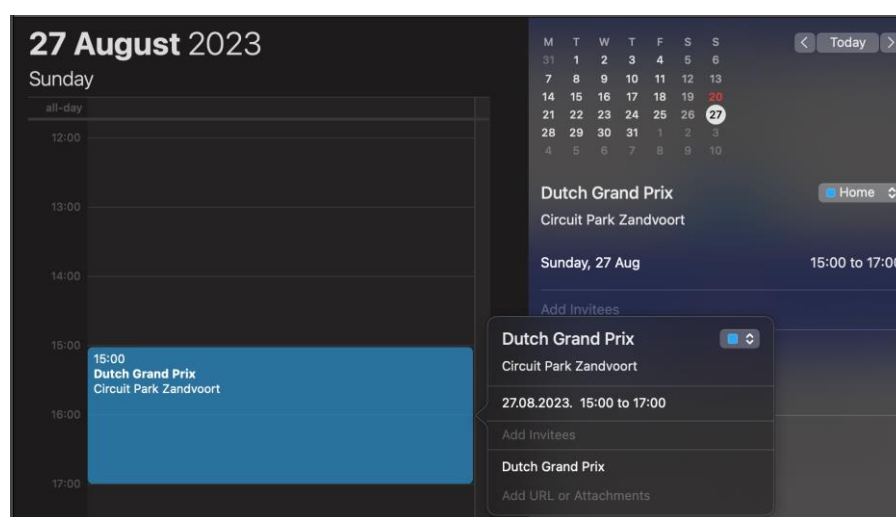 27 August 2023
Sunday
all-day
12:00
13:00
14:00
15:00
15:00
Dutch Grand Prix
Circuit Park Zandvoort
16:00
17:00
M T W T F S S
31 1 2 3 4 5 6
7 8 9 10 11 12 13
14 15 16 17 18 19 20
21 22 23 24 25 26 27
28 29 30 31 1 2 3
4 5 6 7 8 9 10
< Today >
Dutch Grand Prix
Home
Circuit Park Zandvoort
Sunday, 27 Aug
15:00 to 17:00
Add Invitees
Dutch Grand Prix
Circuit Park Zandvoort
27.08.2023. 15:00 to 17:00
Add Invitees
Dutch Grand Prix
Add URL or Attachments